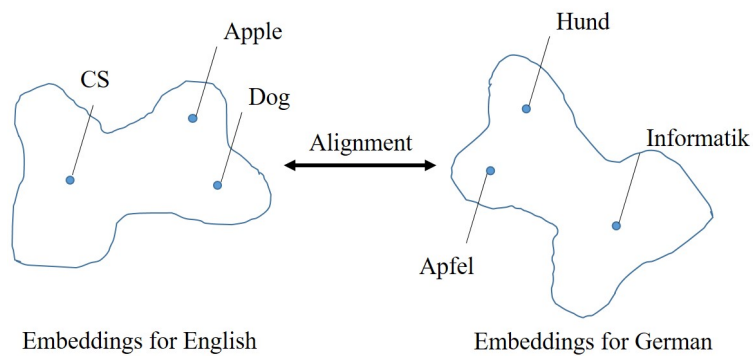 Apple
CS
Dog
Embeddings for English
Alignment
Hund
Informatik
Apfel
Embeddings for German